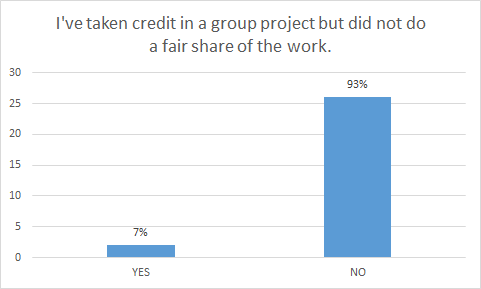 I've taken credit in a group project but did not do
a fair share of the work.
30
25
20
15
10
5
0
7%
93%
YES
NO